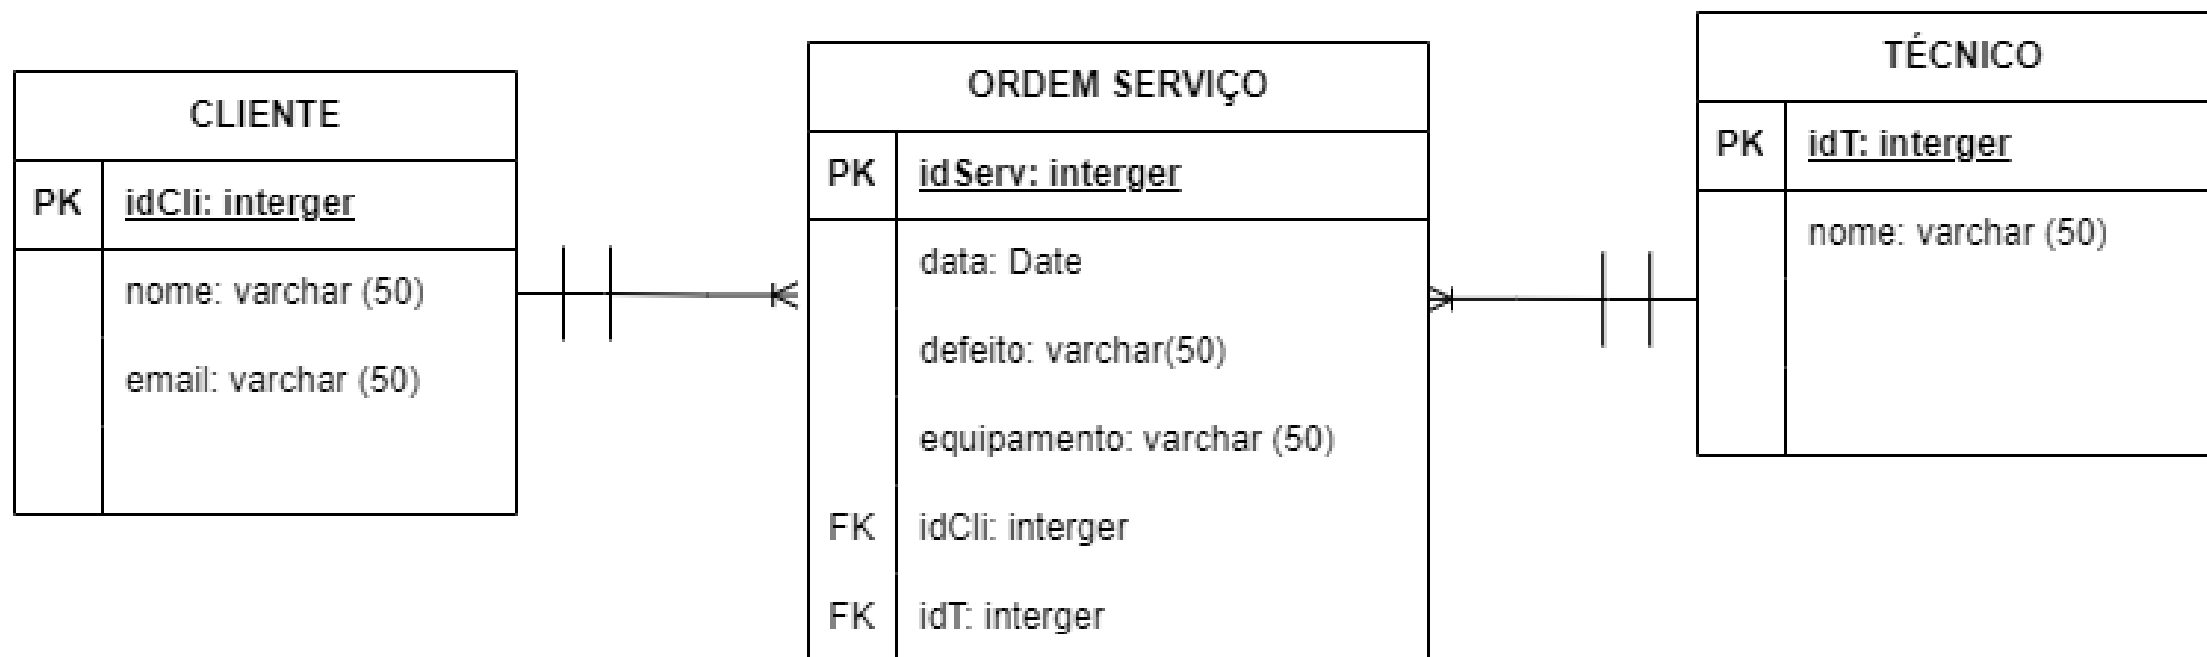 CLIENTE
PK idCli: interger
nome: varchar (50)
email: varchar (50)
ORDEM SERVIÇO
PK idServ: interger
data: Date
defeito: varchar(50)
equipamento: varchar (50)
FK idCli: interger
FK idT: interger
TÉCNICO
PK idT: interger
nome: varchar (50)